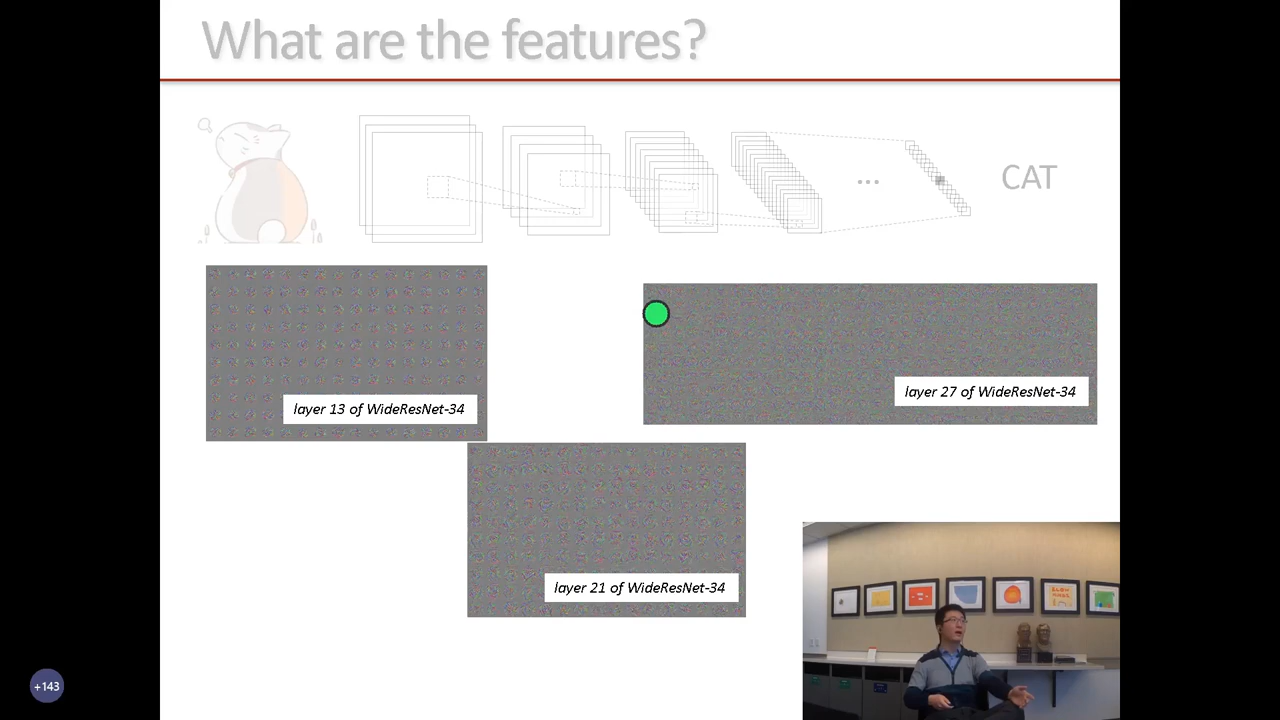 What are the features?
...
CAT
layer 13 of WideResNet-34
layer 27 of WideResNet-34
layer 21 of WideResNet-34
+143